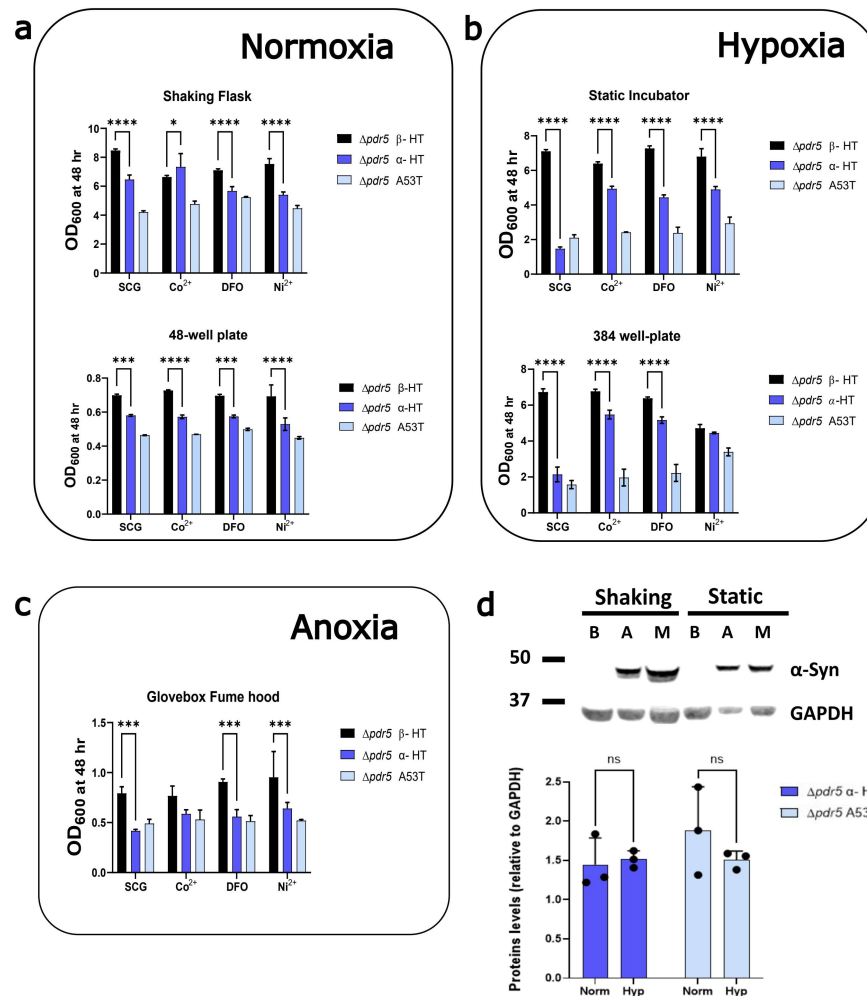 a
Normoxia
Shaking Flask
**** * **** ****
10
8
6
4
2
0
OD600 at 48 hr
SCG Co2+ DFO Ni2+
Δpdr5 β- HT
Δpdr5 α- HT
Δpdr5 A53T
48-well plate
*** **** *** ****
0.8
0.6
0.4
0.2
0.0
OD600 at 48 hr
SCG Co2+ DFO Ni2+
Δpdr5 β-HT
Δpdr5 α-HT
Δpdr5 A53T
b
Hypoxia
Static Incubator
**** **** **** ****
8
6
4
2
0
OD600 at 48 hr
SCG Co2+ DFO Ni2+
Δpdr5 β- HT
Δpdr5 α- HT
Δpdr5 A53T
384 well-plate
**** **** ****
8
6
4
2
0
OD600 at 48 hr
SCG Co2+ DFO Ni2+
Δpdr5 β-HT
Δpdr5 α-HT
Δpdr5 A53T
c
Anoxia
Glovebox Fume hood
*** *** ***
1.5
1.0
0.5
0.0
OD600 at 48 hr
SCG Co2+ DFO Ni2+
Δpdr5 β- HT
Δpdr5 α- HT
Δpdr5 A53T
d
Shaking Static
B A M B A M
50
α-Syn
37
GAPDH
ns ns
2.5
2.0
1.5
1.0
0.5
0.0
Proteins levels (relative to GAPDH)
Norm Hyp Norm Hyp
Δpdr5 α- H
Δpdr5 A53